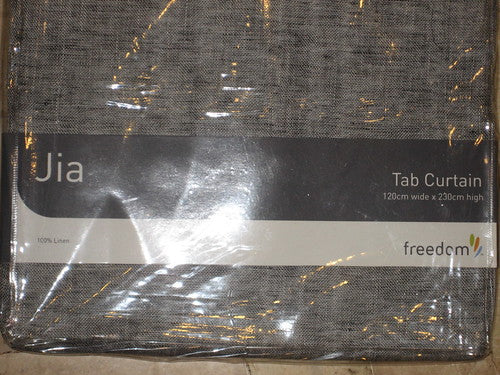 Jia
Tab Curtain
120cm wide x 230cm high
100% Linen
freedom